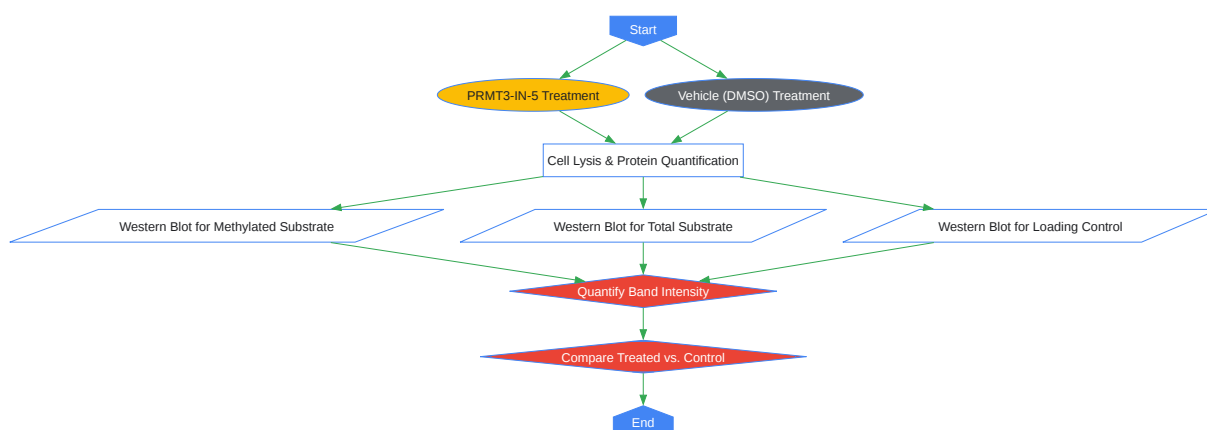 Start
PRMT3-IN-5 Treatment
Vehicle (DMSO) Treatment
Cell Lysis & Protein Quantification
Western Blot for Methylated Substrate
Western Blot for Total Substrate
Western Blot for Loading Control
Quantify Band Intensity
Compare Treated vs. Control
End